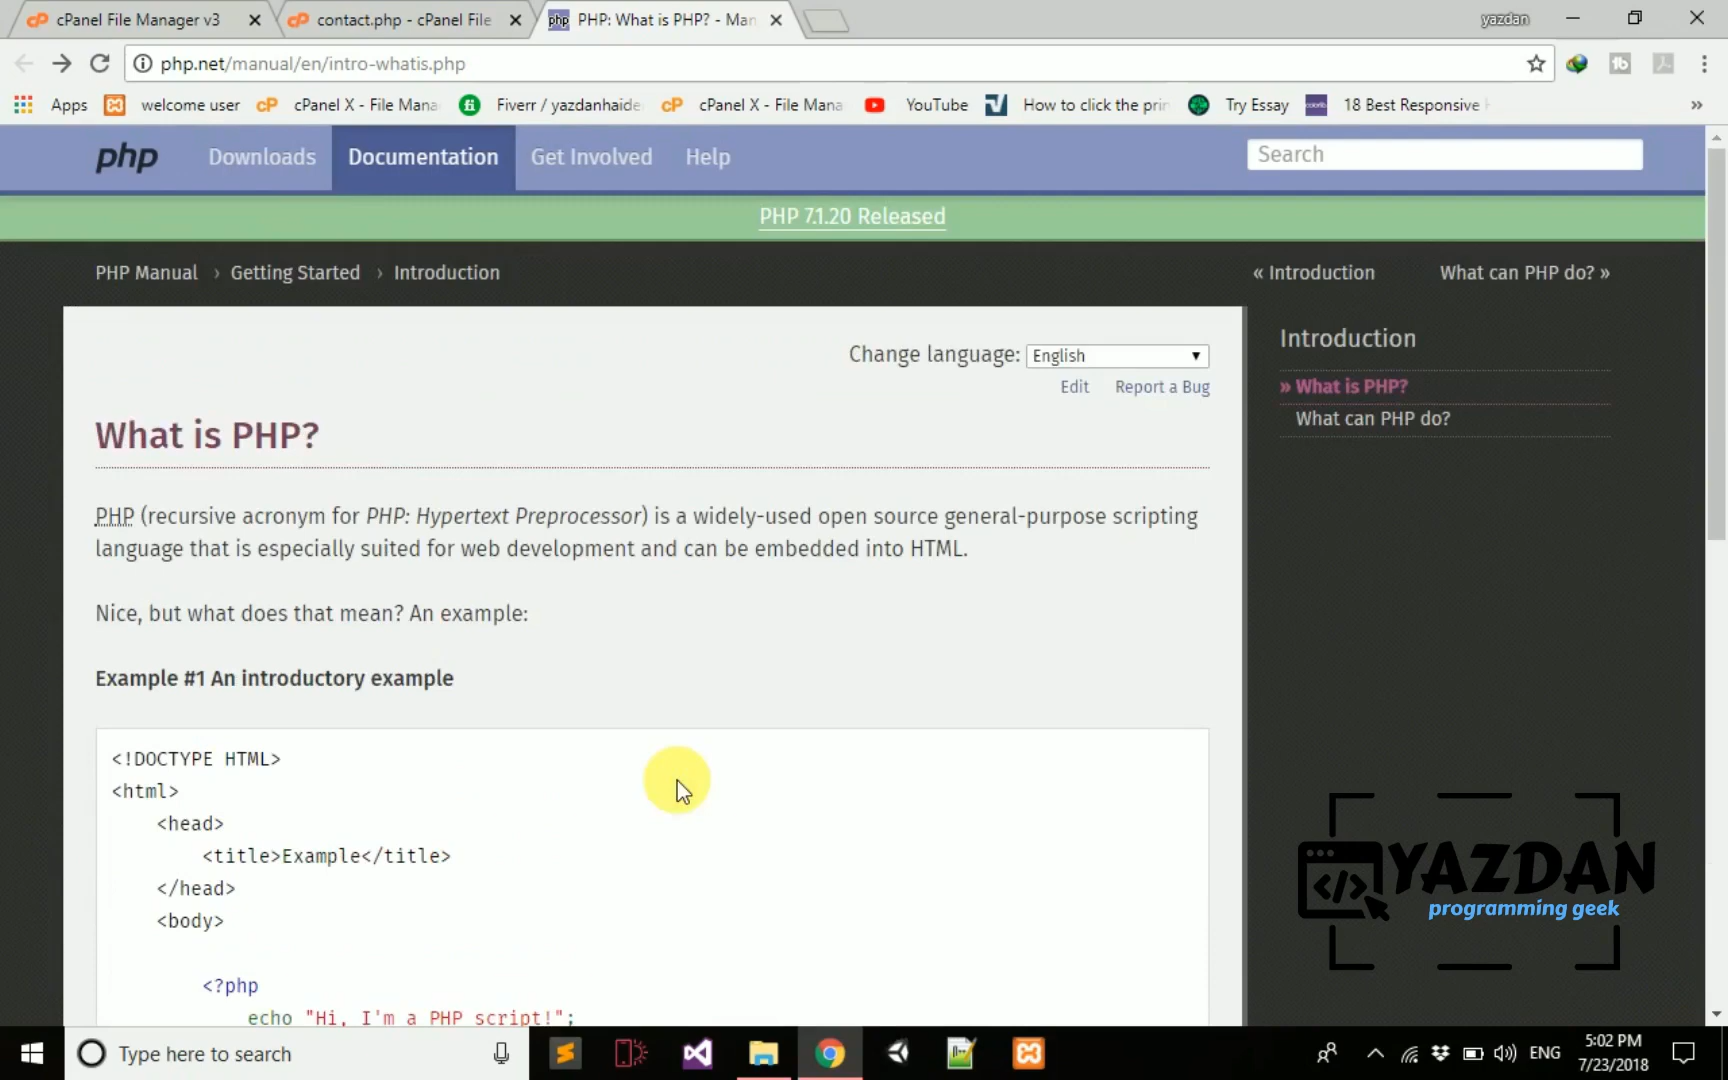 cPanel File Manager v3
contact.php - cPanel File
PHP: What is PHP? - Man
yazdan
php.net/manual/en/intro-whatis.php
Apps
welcome user
cPanel X - File Mana
Fiverr / yazdanhaide
cPanel X - File Mana
YouTube
How to click the prin
Try Essay
18 Best Responsive
php
Downloads
Documentation
Get Involved
Help
Search
PHP 7.1.20 Released
PHP Manual › Getting Started › Introduction
« Introduction
What can PHP do? »
Change language: English
Edit
Report a Bug
What is PHP?
PHP (recursive acronym for PHP: Hypertext Preprocessor) is a widely-used open source general-purpose scripting
language that is especially suited for web development and can be embedded into HTML.
Nice, but what does that mean? An example:
Example #1 An introductory example
<!DOCTYPE HTML>
<html>
<head>
<title>Example</title>
</head>
<body>
<?php
echo "Hi, I'm a PHP script!";
Introduction
» What is PHP?
What can PHP do?
YAZDAN
programming geek
Type here to search
ENG
5:02 PM
7/23/2018